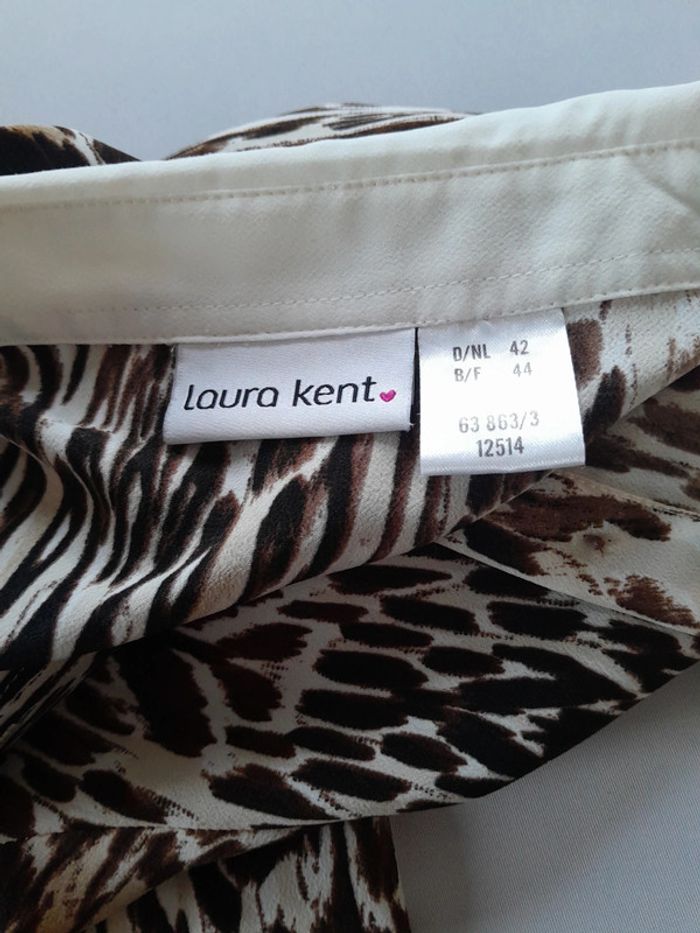 laura kent
D/NL 42
B/F 44
63 863/3
12514